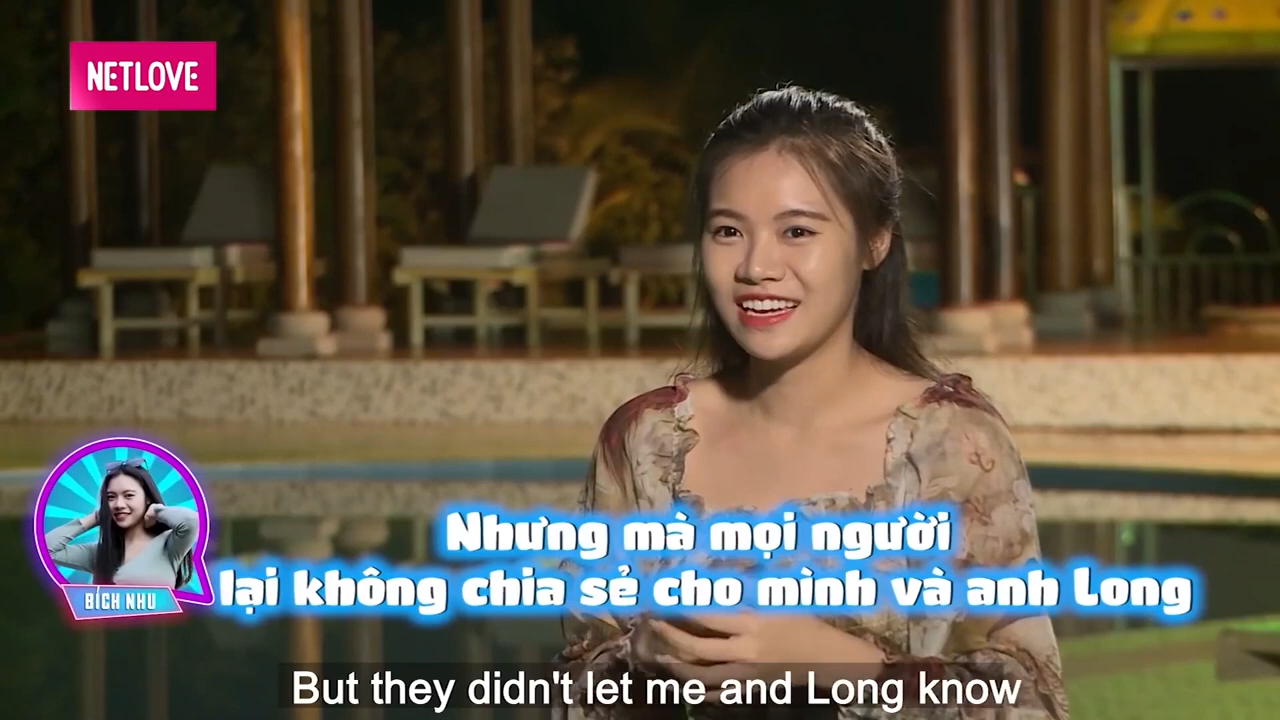 NETLOVE
Nhưng mà mọi người
lại không chia sẻ cho mình và anh Long
BÍCH NHU
But they didn't let me and Long know